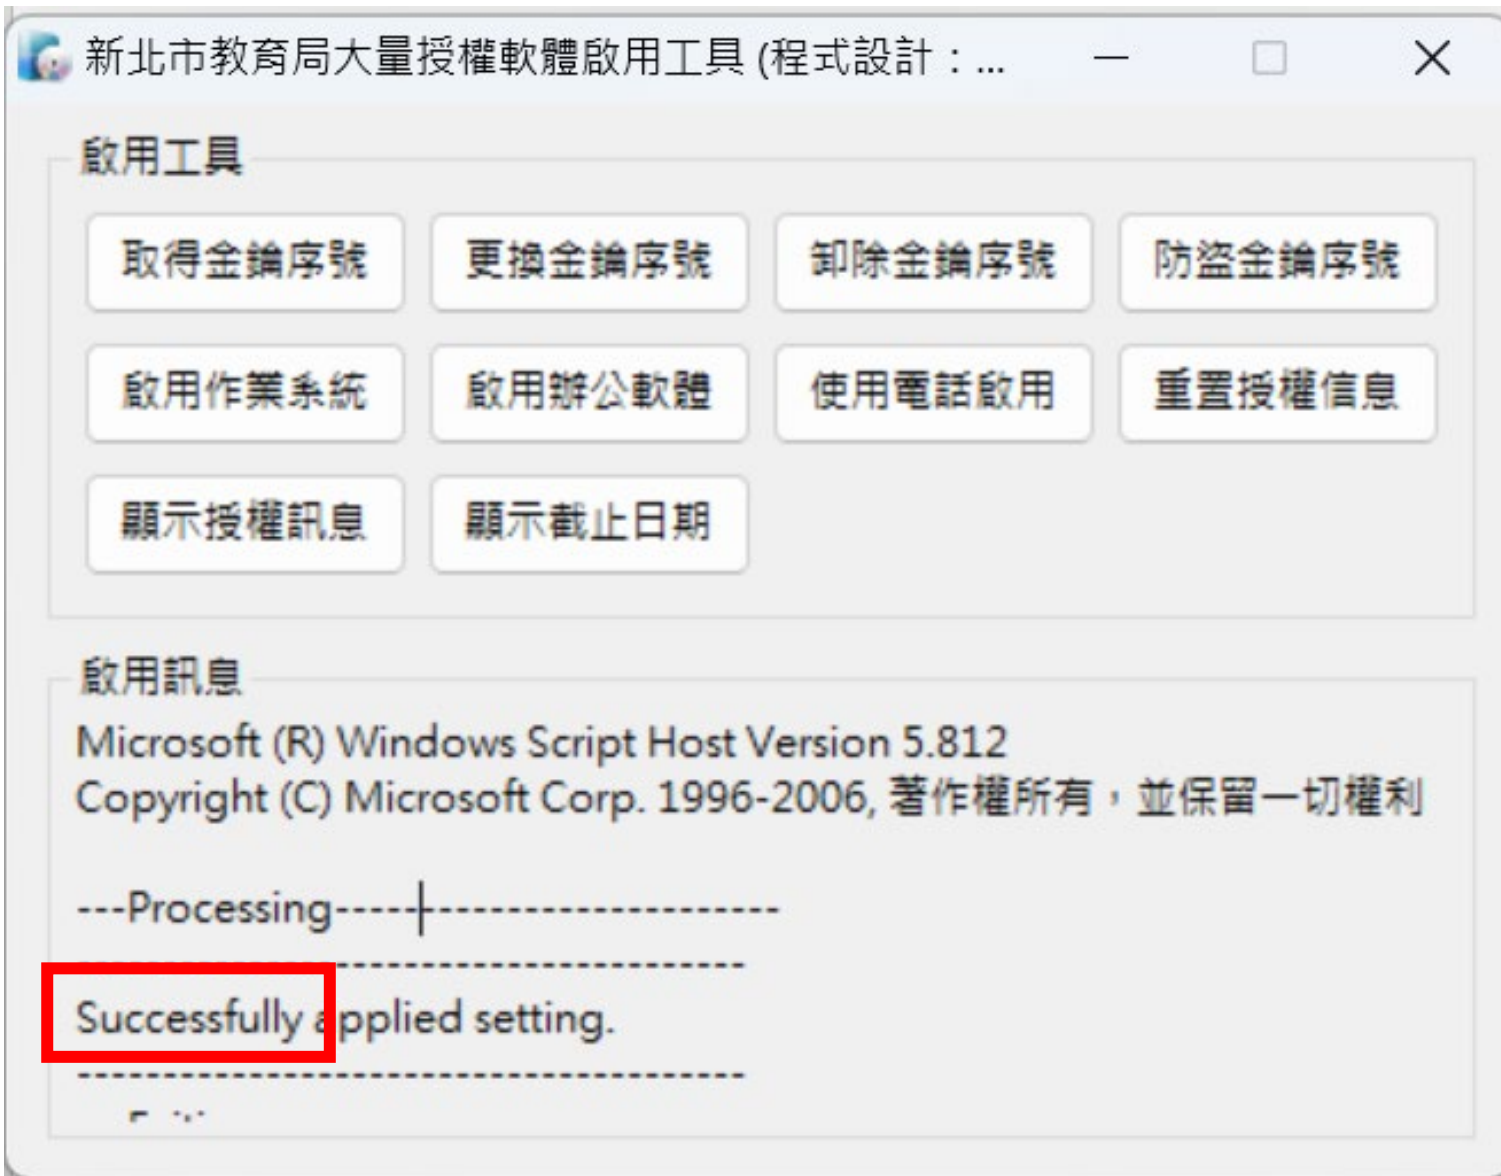 新北市教育局大量授權軟體啟用工具 (程式設計：...
啟用工具
取得金鑰序號 更換金鑰序號 卸除金鑰序號 防盜金鑰序號
啟用作業系統 啟用辦公軟體 使用電話啟用 重置授權信息
顯示授權訊息 顯示截止日期
啟用訊息
Microsoft (R) Windows Script Host Version 5.812
Copyright (C) Microsoft Corp. 1996-2006, 著作權所有，並保留一切權利
---Processing--------------------------
---------------------------------------
Successfully applied setting.
---------------------------------------